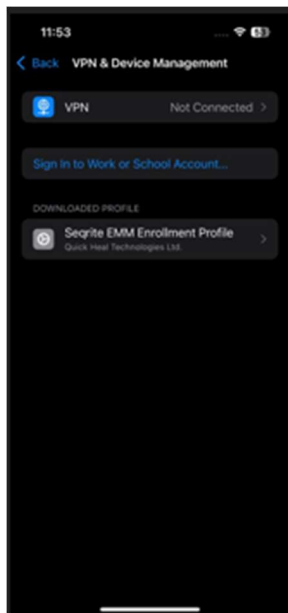 11:53
Back VPN & Device Management
VPN Not Connected
Sign In to Work or School Account...
DOWNLOADED PROFILE
Seqrite EMM Enrollment Profile
Quick Heal Technologies Ltd.